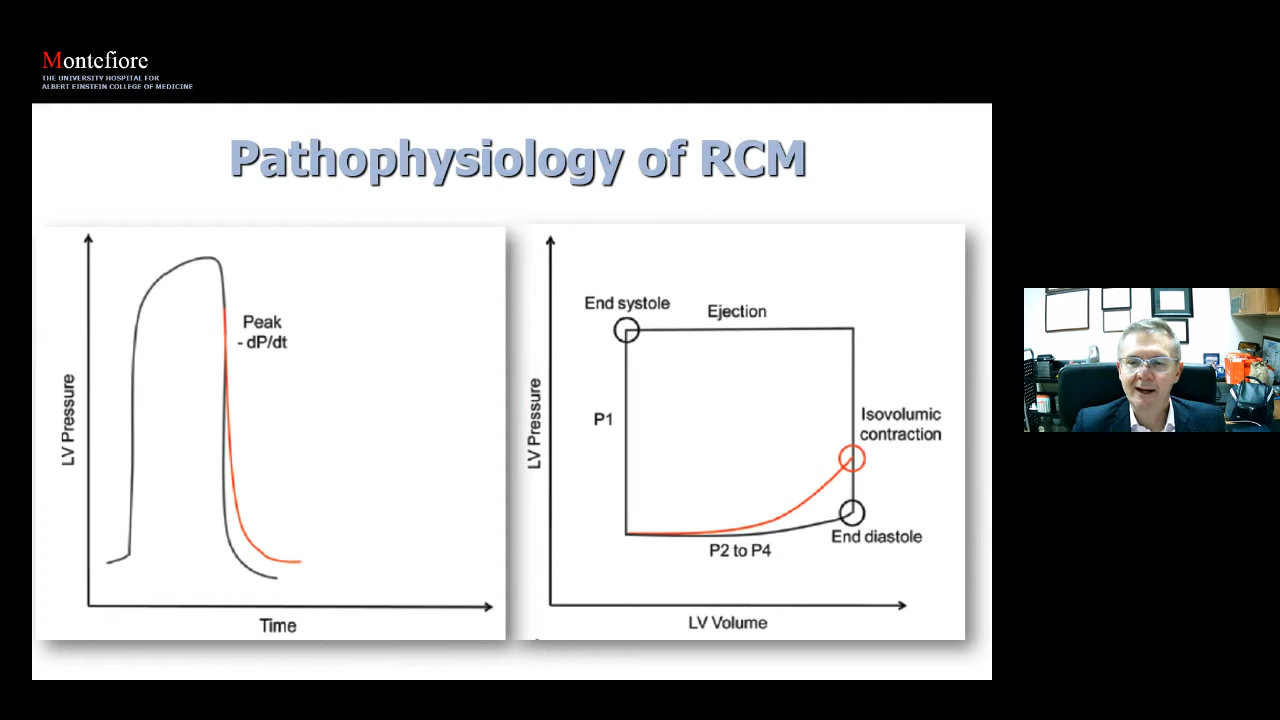 Montefiore
THE UNIVERSITY HOSPITAL FOR
ALBERT EINSTEIN COLLEGE OF MEDICINE
Pathophysiology of RCM
LV Pressure
Peak
- dP/dt
Time
LV Pressure
End systole
Ejection
P1
Isovolumic
contraction
End diastole
P2 to P4
LV Volume